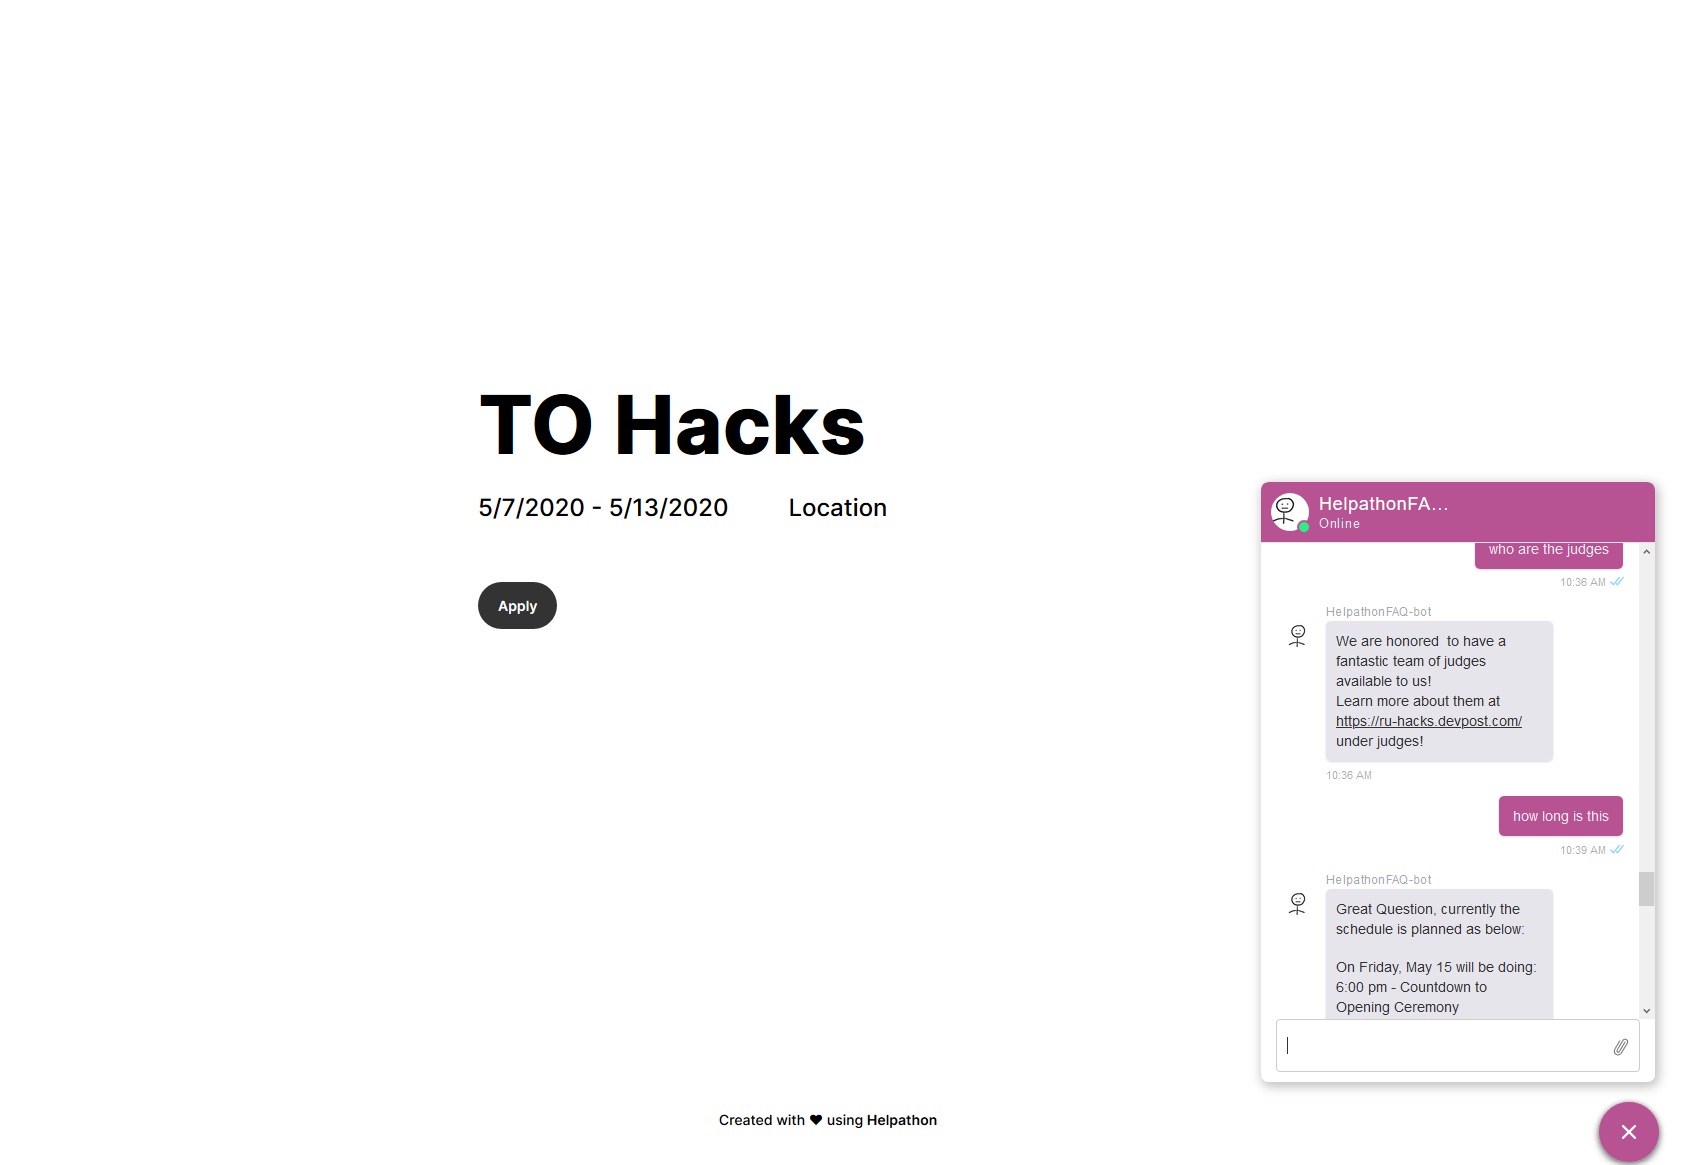 TO Hacks
5/7/2020 - 5/13/2020 Location
Apply
Created with ❤ using Helpathon
HelpathonFA...
Online
who are the judges
10:36 AM
HelpathonFAQ-bot
We are honored  to have a
fantastic team of judges
available to us!
Learn more about them at
https://ru-hacks.devpost.com/
under judges!
10:36 AM
how long is this
10:39 AM
HelpathonFAQ-bot
Great Question, currently the
schedule is planned as below:
On Friday, May 15 will be doing:
6:00 pm - Countdown to
Opening Ceremony